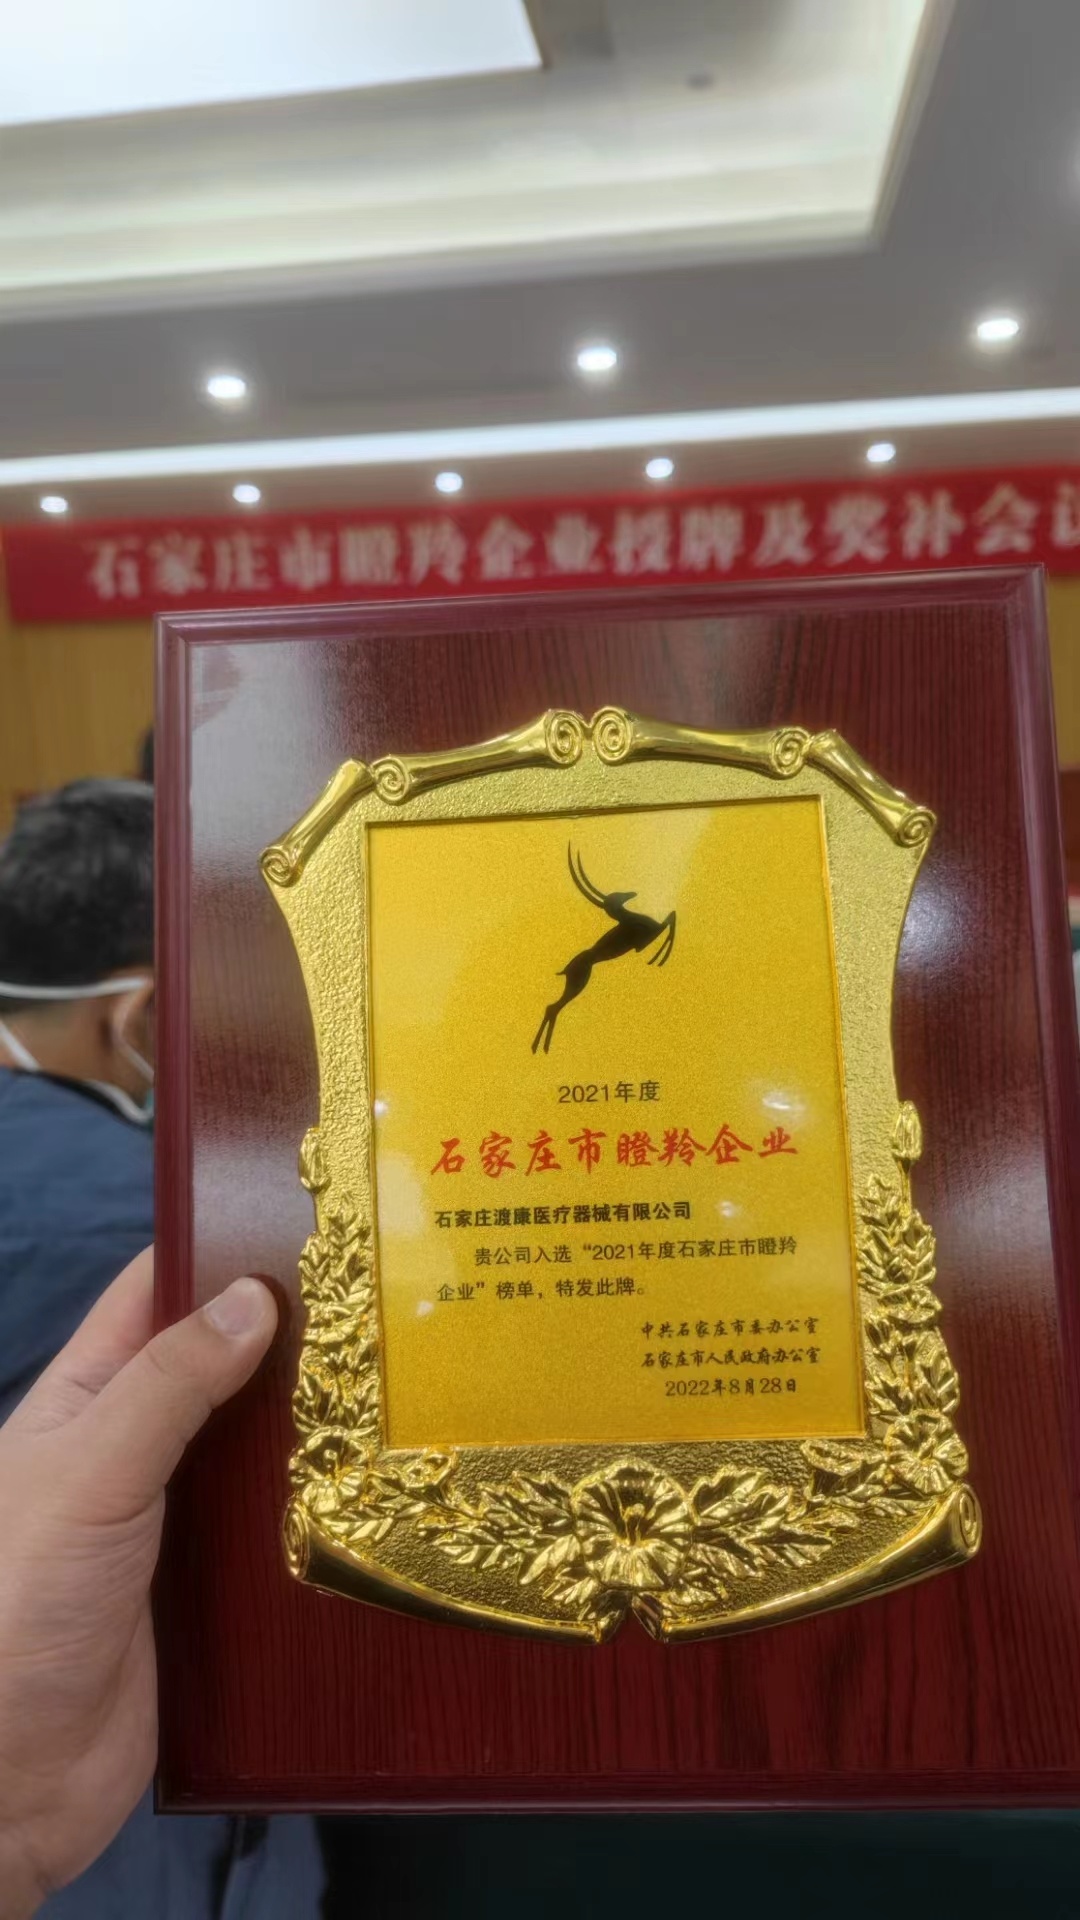 石家庄市瞪羚企业授牌及奖补会议
2021年度
石家庄市瞪羚企业
石家庄渡康医疗器械有限公司
贵公司入选“2021年度石家庄市瞪羚
企业”榜单，特发此牌。
中共石家庄市委办公室
石家庄市人民政府办公室
2022年8月28日